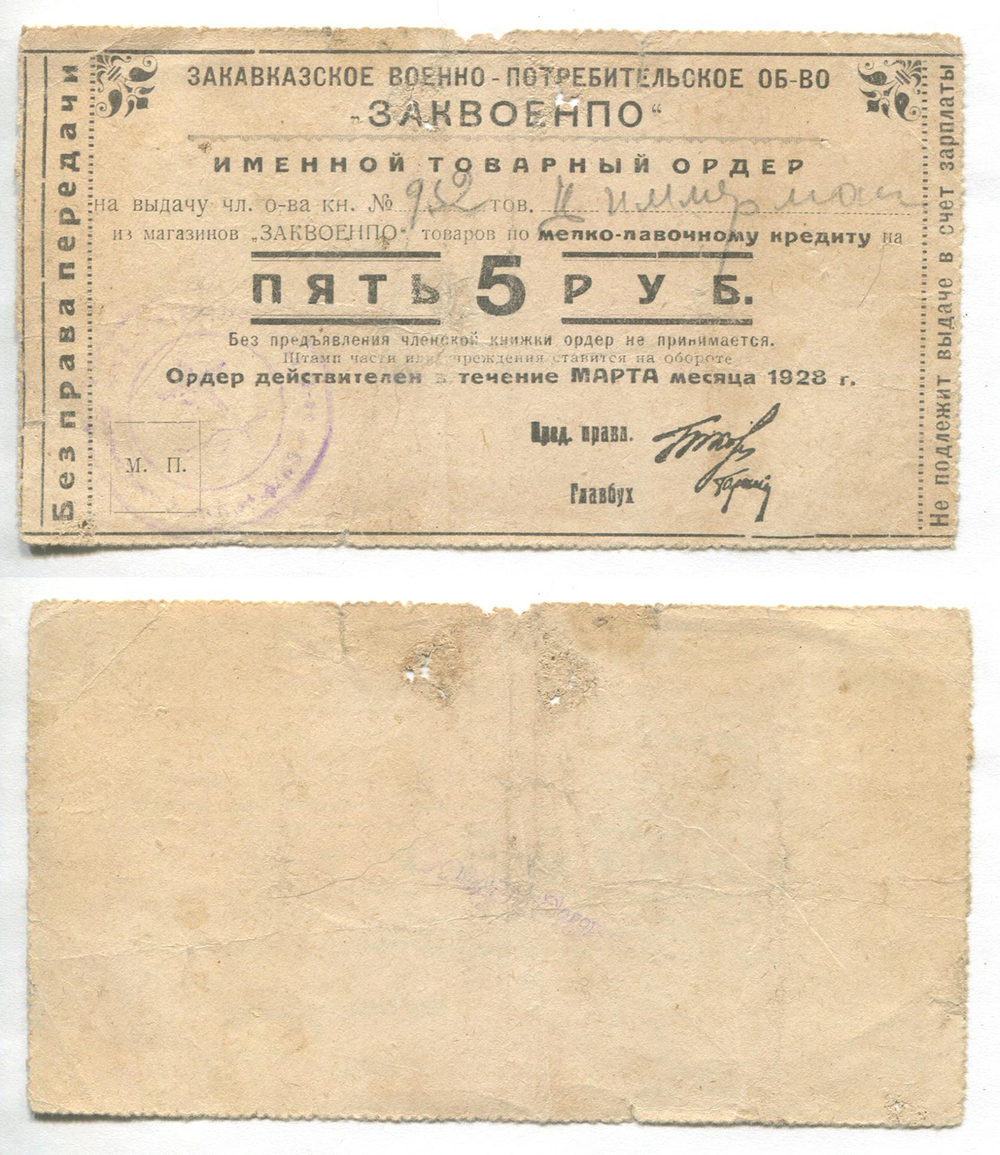 ЗАКАВКАЗСКОЕ ВОЕННО-ПОТРЕБИТЕЛЬСКОЕ ОБ-ВО
„ЗАКВОЕНПО“
ИМЕННОЙ ТОВАРНЫЙ ОРДЕР
на выдачу чл. о-ва кн. № 952 тов. Циммерман
из магазинов „ЗАКВОЕНПО“ товаров по мелко-лавочному кредиту на
ПЯТЬ 5 РУБ.
Без предъявления членской книжки ордер не принимается.
Штамп части или учреждения ставится на обороте
Ордер действителен в течение МАРТА месяца 1928 г.
Пред. права.
М. П.
Главбух
Без права передачи
Не подлежит выдаче в счет зарплаты